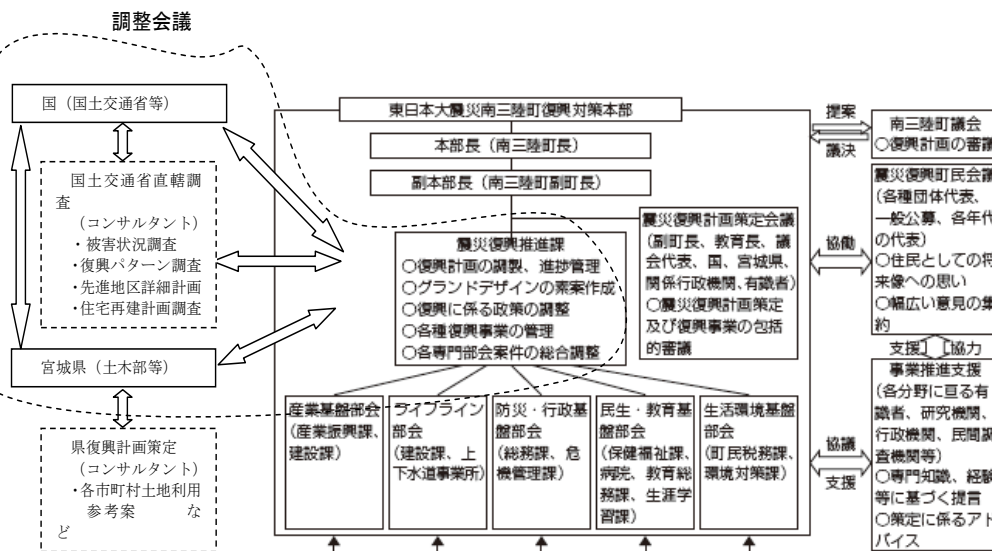 調整会議
国（国土交通省等）
国土交通省直轄調
査
（コンサルタント）
・被害状況調査
・復興パターン調査
・先進地区詳細計画
・住宅再建計画調査
宮城県（土木部等）
県復興計画策定
（コンサルタント）
・各市町村土地利用
参考案　な
ど
東日本大震災南三陸町復興対策本部
本部長（南三陸町長）
副本部長（南三陸町副町長）
震災復興推進課
○復興計画の調製、進捗管理
○グランドデザインの素案作成
○復興に係る政策の調整
○各種復興事業の管理
○各専門部会案件の総合調整
震災復興計画策定会議
（副町長、教育長、議
会代表、国、宮城県、
関係行政機関、有識者）
○震災復興計画策定
及び復興事業の包括
的審議
産業基盤部会
（産業振興課、
建設課）
ライフライン
部会
（建設課、上
下水道事業所）
防災・行政基
盤部会
（総務課、危
機管理課）
民生・教育基
盤部会
（保健福祉課、
病院、教育総
務課、生涯学
習課）
生活環境基盤
部会
（町民税務課、
環境対策課）
提案
議決
協働
協議
支援
南三陸町議会
○復興計画の審議
震災復興町民会議
（各種団体代表、
一般公募、各年代
の代表）
○住民としての将
来像への思い
○幅広い意見の集
約
支援
協力
事業推進支援
（各分野に亘る有
識者、研究機関、
行政機関、民間調
査機関等）
○専門知識、経験
等に基づく提言
○策定に係るアド
バイス